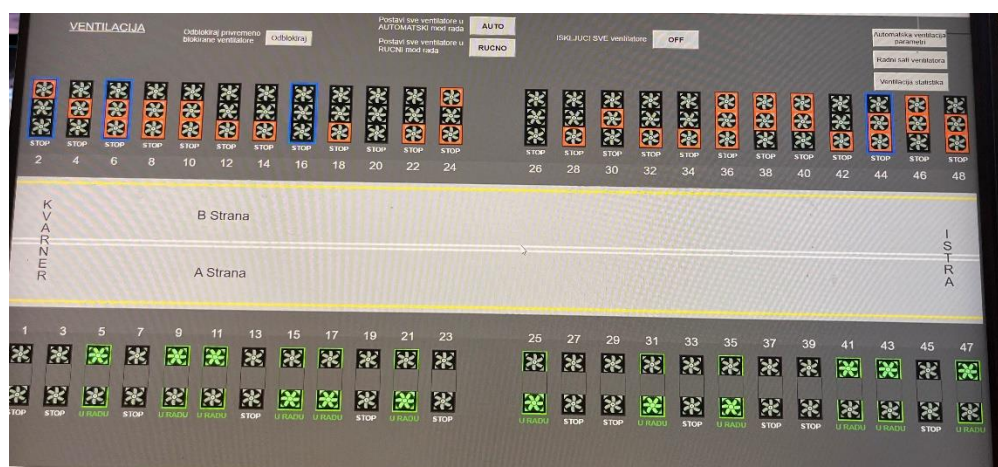 VENTILACIJA
Odblokiraj privremeno
blokirane ventilatore
Odblokiraj
Postavi sve ventilatore u
AUTOMATSKI mod rada
AUTO
Postavi sve ventilatore u
RUCNI mod rada
RUCNO
ISKLJUCI SVE ventilatore
OFF
Automatska ventilacija
parametri
Radni sati ventilatora
Ventilacija statistika
STOP STOP STOP STOP STOP STOP STOP STOP STOP STOP STOP STOP STOP STOP STOP STOP STOP STOP STOP STOP STOP STOP STOP STOP
2 4 6 8 10 12 14 16 18 20 22 24 26 28 30 32 34 36 38 40 42 44 46 48
KVARNER
B Strana
A Strana
ISTRA
1 3 5 7 9 11 13 15 17 19 21 23 25 27 29 31 33 35 37 39 41 43 45 47
STOP STOP U RADU STOP U RADU U RADU STOP U RADU U RADU STOP U RADU STOP U RADU STOP STOP U RADU STOP U RADU STOP STOP U RADU U RADU STOP U RADU